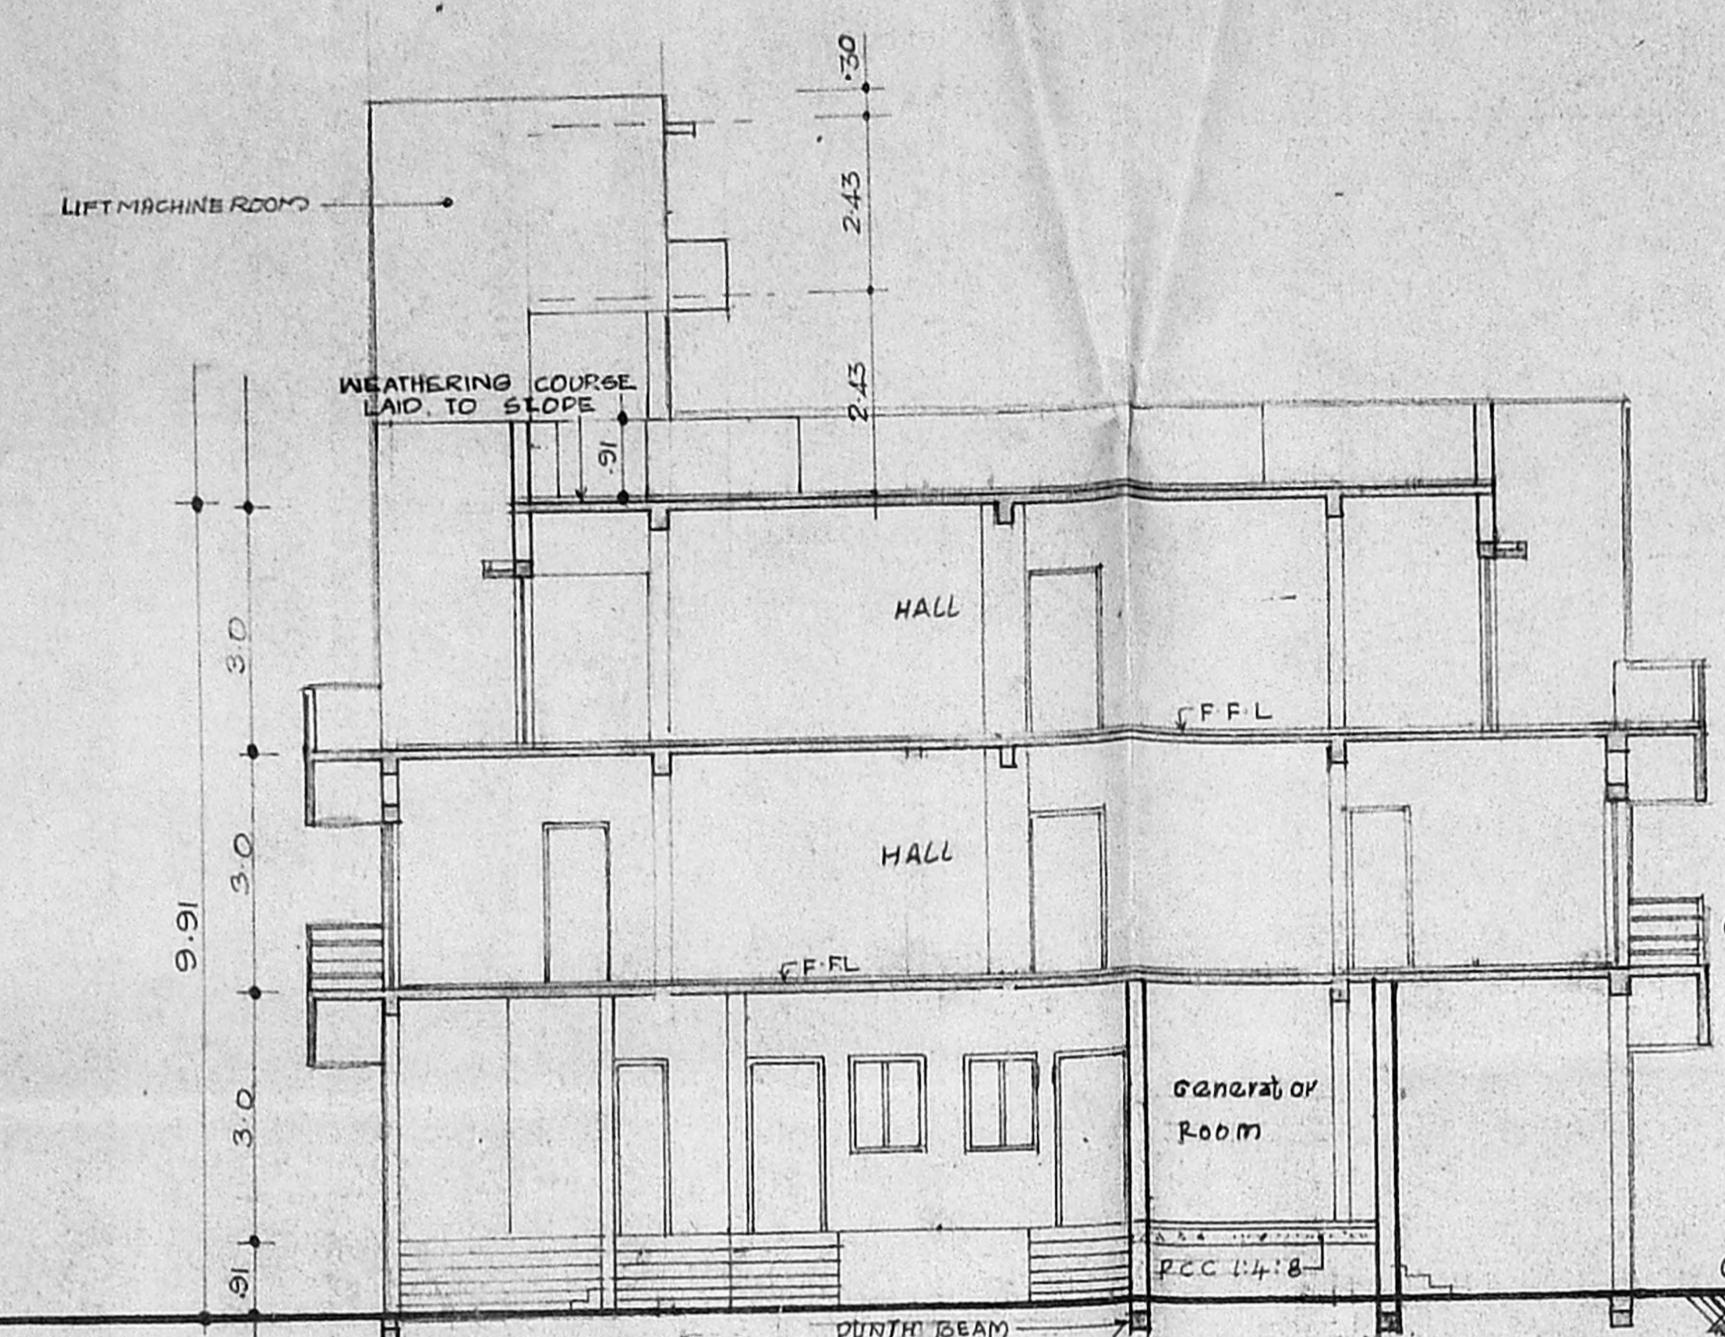 .30
LIFT MACHINE ROOM
2.43
WEATHERING COURSE
LAID. TO SLOPE
2.43
.91
HALL
3.0
F.F.L
HALL
3.0
9.91
F.FL
Generator
Room
3.0
P.C.C 1:4:8
.91
PLINTH BEAM